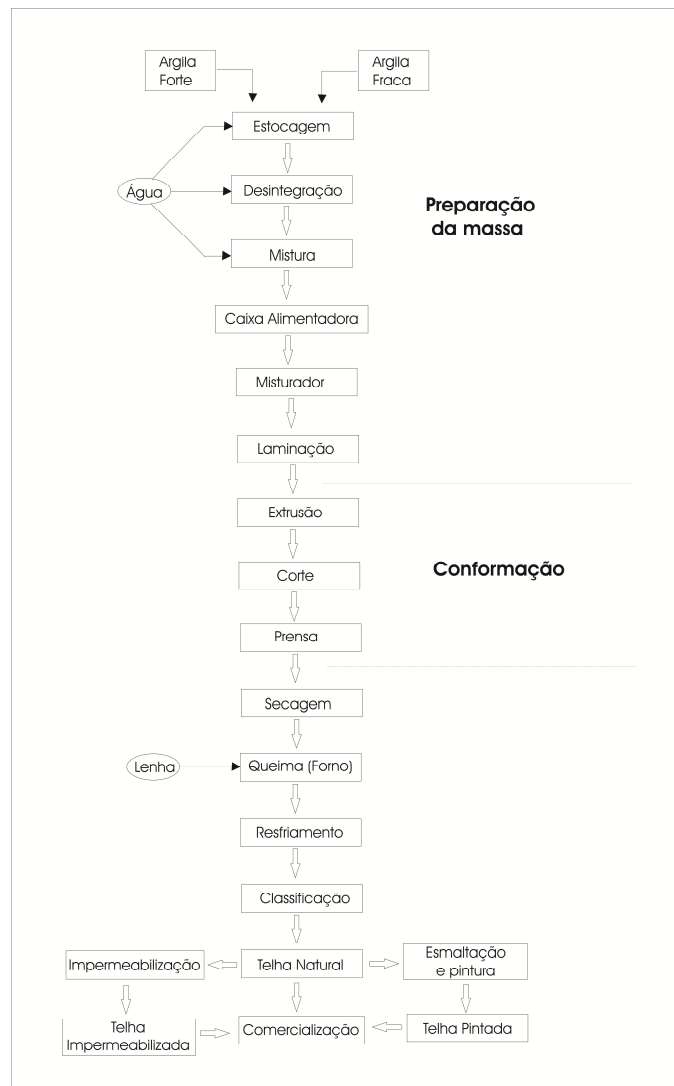 Argila
Forte
Argila
Fraca
Estocagem
Água
Desintegração
Preparação
da massa
Mistura
Caixa Alimentadora
Misturador
Laminação
Extrusão
Corte
Conformação
Prensa
Secagem
Lenha
Queima (Forno)
Resfriamento
Classificação
Impermeabilização
Telha Natural
Esmaltação
e pintura
Telha
Impermeabilizada
Comercialização
Telha Pintada